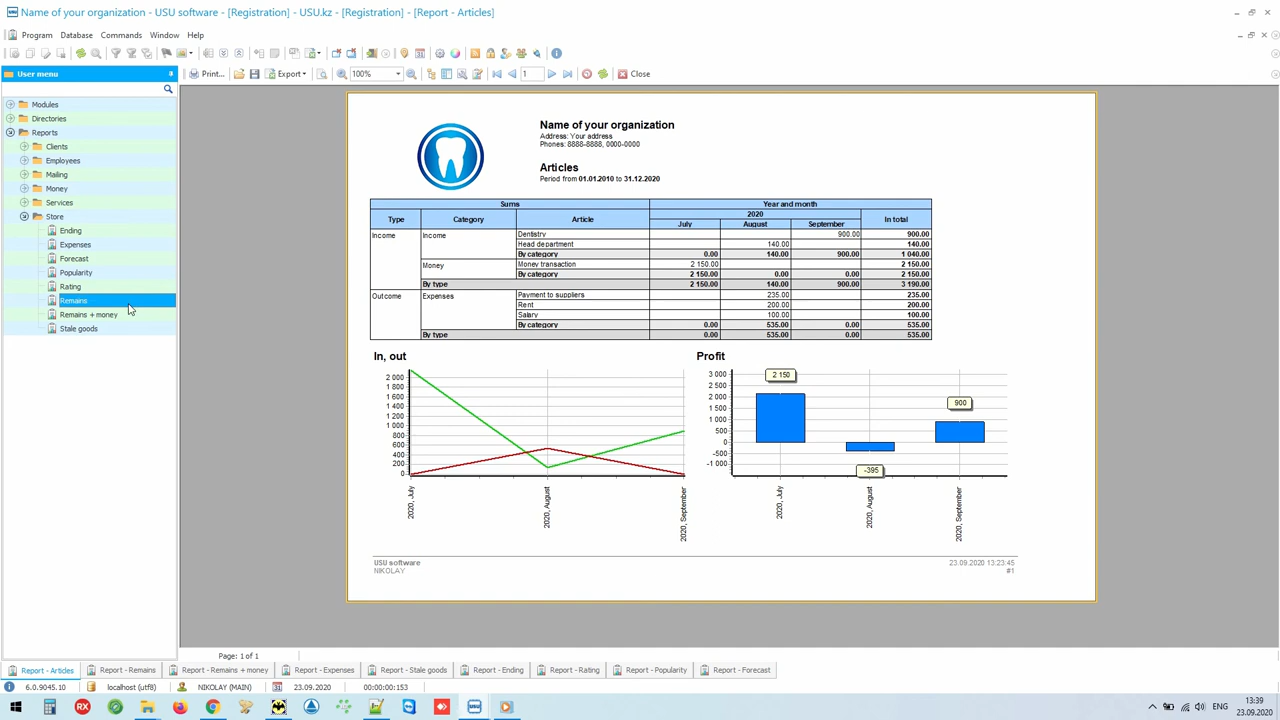 Name of your organization - USU software - [Registration] - USU.kz - [Registration] - [Report - Articles]
Program Database Commands Window Help
User menu
Print... Export 100% 1 Close
Modules
Directories
Reports
Clients
Employees
Mailing
Money
Services
Store
Ending
Expenses
Forecast
Popularity
Rating
Remains
Remains + money
Stale goods
Name of your organization
Address: Your address
Phones: 8888-8888, 0000-0000
Articles
Period from 01.01.2010 to 31.12.2020
Sums Year and month
Type Category Article 2020 In total
July August September
Income Income Dentistry 900.00 900.00
Head department 140.00 140.00
By category 0.00 140.00 900.00 1 040.00
Money Money transaction 2 150.00 2 150.00
By category 2 150.00 0.00 0.00 2 150.00
By type 2 150.00 140.00 900.00 3 190.00
Outcome Expenses Payment to suppliers 235.00 235.00
Rent 200.00 200.00
Salary 100.00 100.00
By category 0.00 535.00 0.00 535.00
By type 0.00 535.00 0.00 535.00
In, out
2 000
1 800
1 600
1 400
1 200
1 000
800
600
400
200
0
2020, July
2020, August
2020, September
Profit
3 000
2 500
2 000
1 500
1 000
500
0
-500
-1 000
2 150
-395
900
2020, July
2020, August
2020, September
USU software 23.09.2020 13:23:45
NIKOLAY #1
Page: 1 of 1
Report - Articles Report - Remains Report - Remains + money Report - Expenses Report - Stale goods Report - Ending Report - Rating Report - Popularity Report - Forecast
6.0.9045.10 localhost (utf8) NIKOLAY (MAIN) 31 23.09.2020 00:00:00:153
RX USU ENG 13:39
23.09.2020